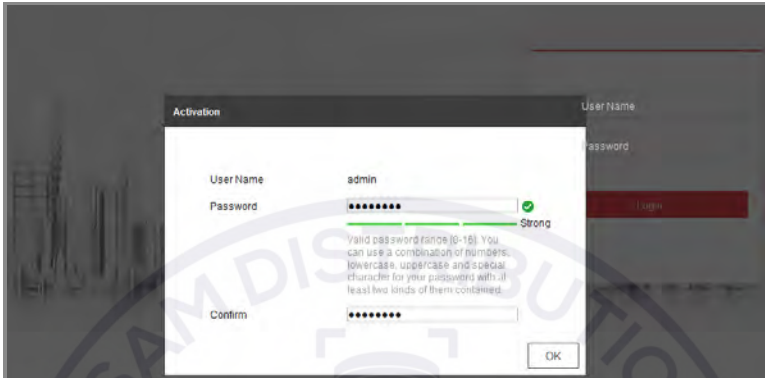 Activation
User Name
Password
Login
User Name admin
Password ●●●●●●●●
Strong
Valid password range [0-16]. You
can use a combination of numbers,
lowercase, uppercase and special
character for your password with at
least two kinds of them contained.
Confirm ●●●●●●●●
OK
SAM DISTRIBUTION